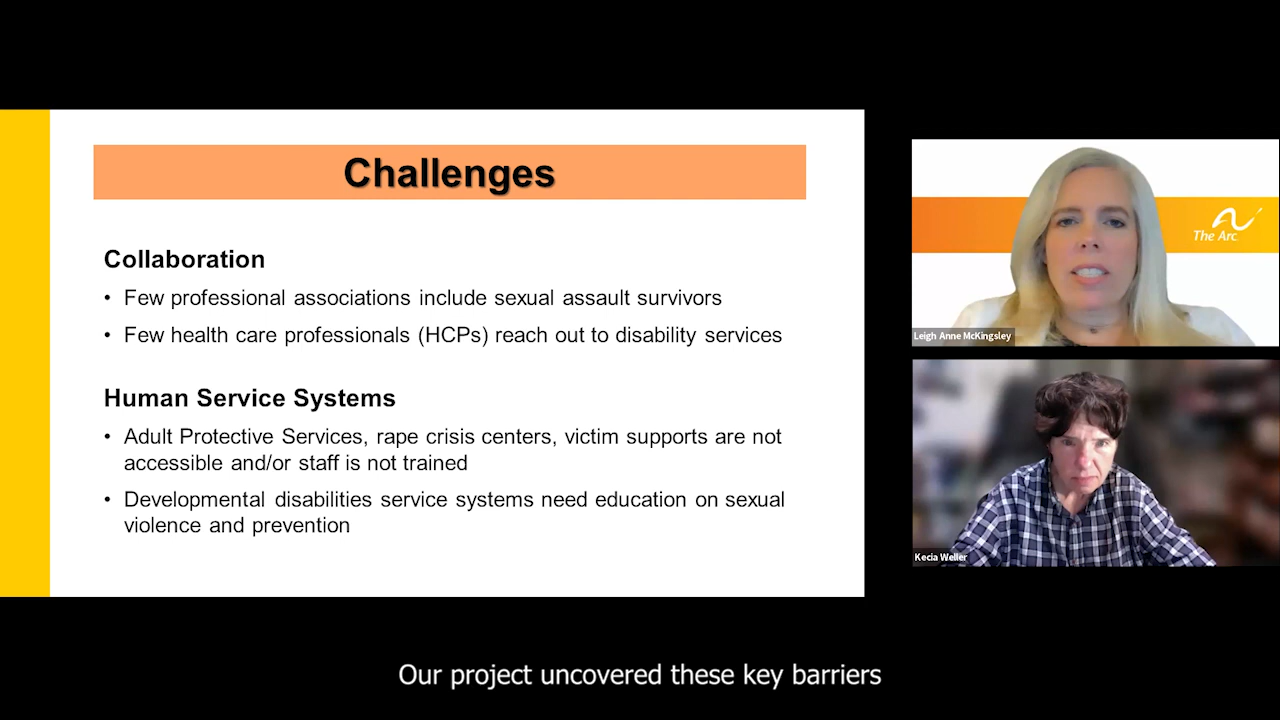 Challenges
Collaboration
• Few professional associations include sexual assault survivors
• Few health care professionals (HCPs) reach out to disability services
Human Service Systems
• Adult Protective Services, rape crisis centers, victim supports are not
accessible and/or staff is not trained
• Developmental disabilities service systems need education on sexual
violence and prevention
The Arc
Leigh Anne McKingsley
Kecia Weller
Our project uncovered these key barriers